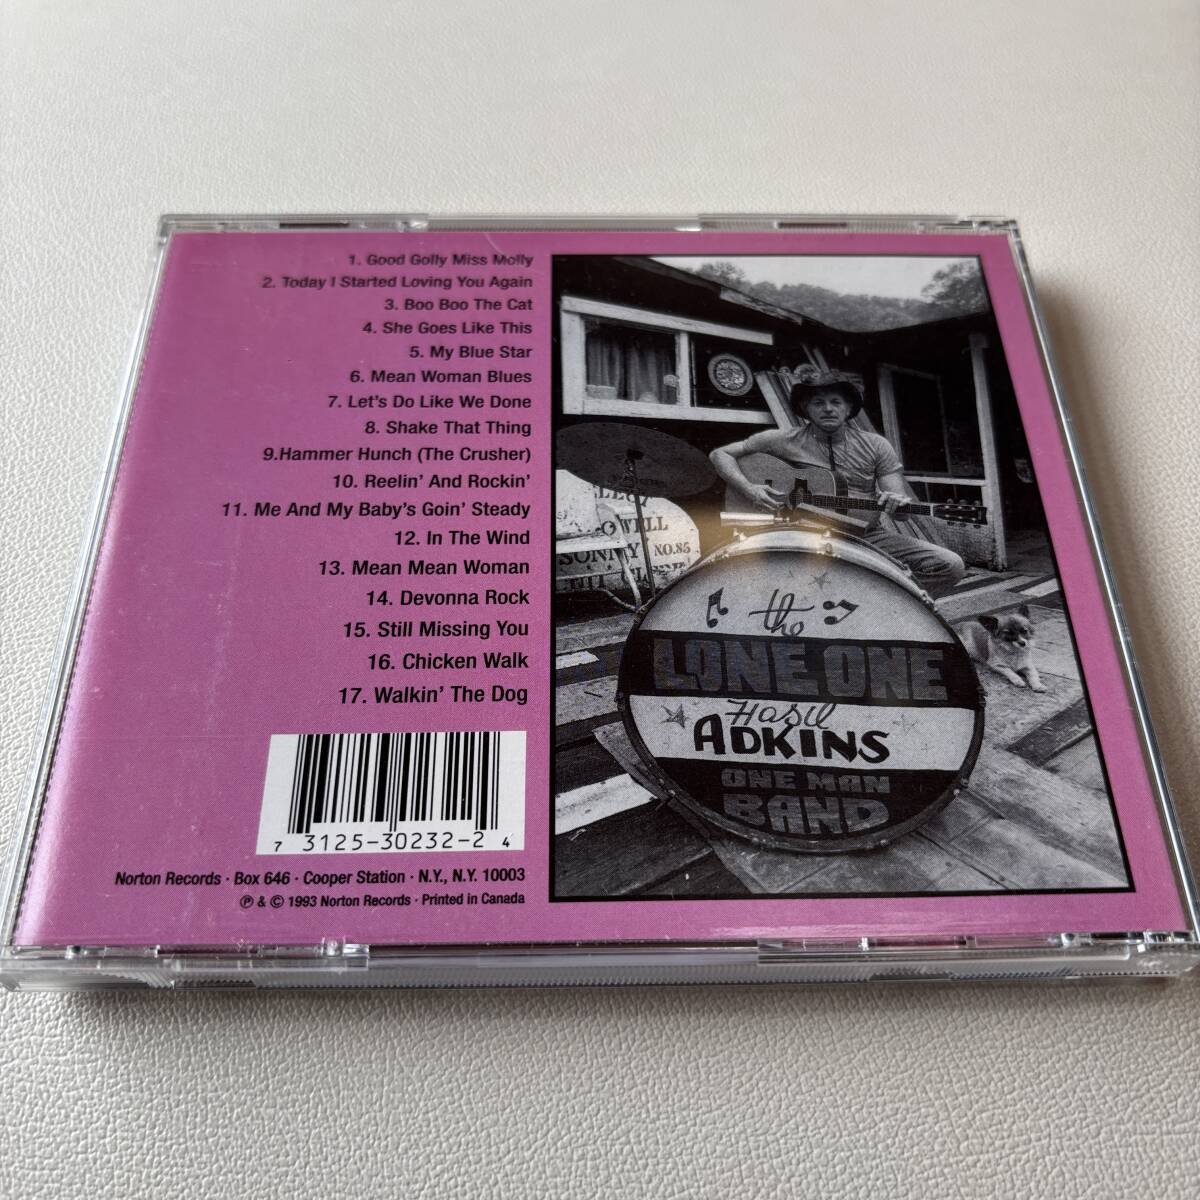 1. Good Golly Miss Molly
2. Today I Started Loving You Again
3. Boo Boo The Cat
4. She Goes Like This
5. My Blue Star
6. Mean Woman Blues
7. Let's Do Like We Done
8. Shake That Thing
9.Hammer Hunch (The Crusher)
10. Reelin' And Rockin'
11. Me And My Baby's Goin' Steady
12. In The Wind
13. Mean Mean Woman
14. Devonna Rock
15. Still Missing You
16. Chicken Walk
17. Walkin' The Dog
7 3125-30232-2 4
Norton Records · Box 646 · Cooper Station · N.Y., N.Y. 10003
℗ & © 1993 Norton Records · Printed in Canada
SONNY NO.85
the
LONE ONE
Hasil
ADKINS
ONE MAN
BAND